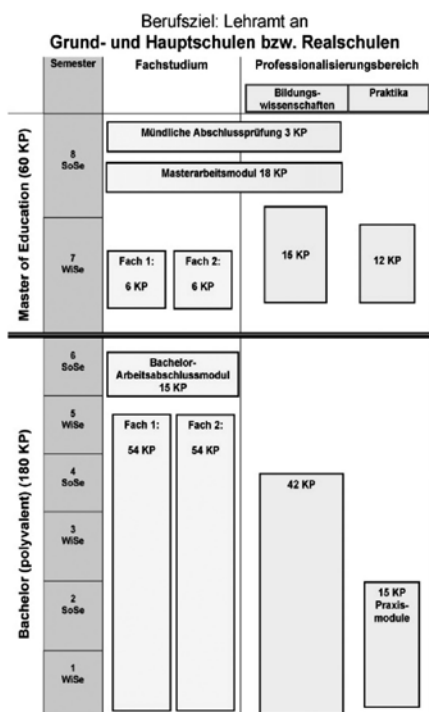 Berufsziel: Lehramt an
Grund- und Hauptschulen bzw. Realschulen
Semester
Fachstudium
Professionalisierungsbereich
Bildungs-
wissenschaften
Praktika
Master of Education (60 KP)
8
SoSe
Mündliche Abschlussprüfung 3 KP
Masterarbeitsmodul 18 KP
7
WiSe
Fach 1:
6 KP
Fach 2:
6 KP
15 KP
12 KP
Bachelor (polyvalent) (180 KP)
6
SoSe
Bachelor-
Arbeitsabschlussmodul
15 KP
5
WiSe
Fach 1:
54 KP
Fach 2:
54 KP
4
SoSe
42 KP
3
WiSe
2
SoSe
15 KP
Praxis-
module
1
WiSe